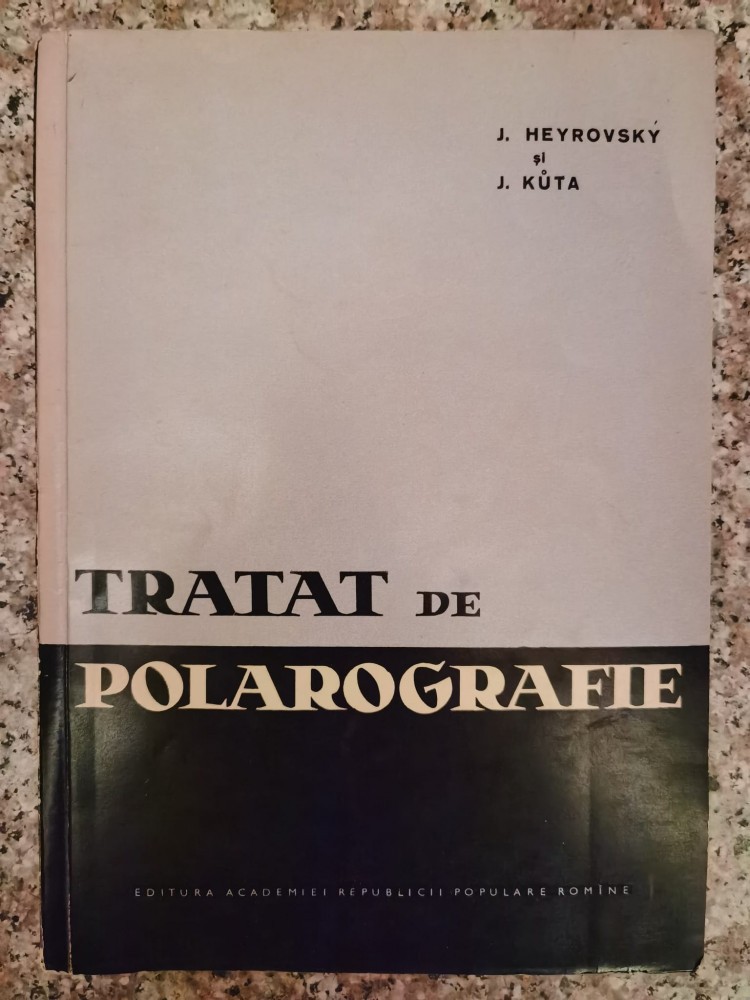 J. HEYROVSKÝ
și
J. KŮTA
TRATAT DE
POLAROGRAFIE
EDITURA ACADEMIEI REPUBLICII POPULARE ROMÎNE